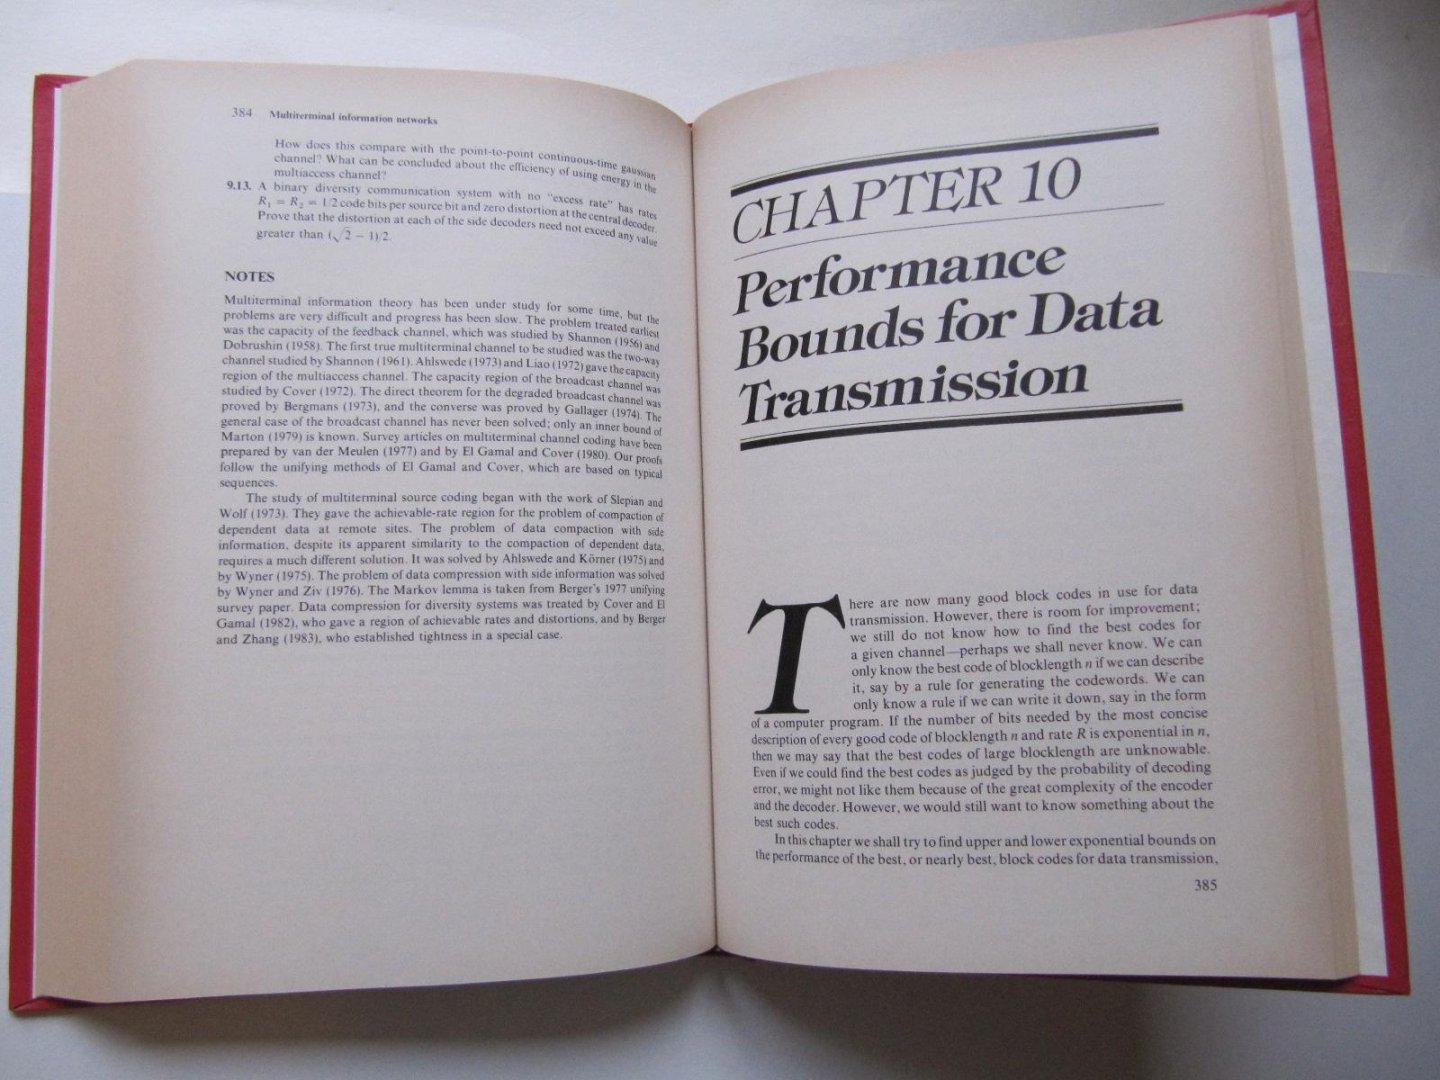 384 Multiterminal information networks
How does this compare with the point-to-point continuous-time gaussian
channel? What can be concluded about the efficiency of using energy in the
multiaccess channel?
9.13. A binary diversity communication system with no "excess rate" has rates
R₁ = R₂ = 1/2 code bits per source bit and zero distortion at the central decoder.
Prove that the distortion at each of the side decoders need not exceed any value
greater than (√2 − 1)/2.
NOTES
Multiterminal information theory has been under study for some time, but the
problems are very difficult and progress has been slow. The problem treated earliest
was the capacity of the feedback channel, which was studied by Shannon (1956) and
Dobrushin (1958). The first true multiterminal channel to be studied was the two-way
channel studied by Shannon (1961). Ahlswede (1973) and Liao (1972) gave the capacity
region of the multiaccess channel. The capacity region of the broadcast channel was
studied by Cover (1972). The direct theorem for the degraded broadcast channel was
proved by Bergmans (1973), and the converse was proved by Gallager (1974). The
general case of the broadcast channel has never been solved; only an inner bound of
Marton (1979) is known. Survey articles on multiterminal channel coding have been
prepared by van der Meulen (1977) and by El Gamal and Cover (1980). Our proofs
follow the unifying methods of El Gamal and Cover, which are based on typical
sequences.
The study of multiterminal source coding began with the work of Slepian and
Wolf (1973). They gave the achievable-rate region for the problem of compaction of
dependent data at remote sites. The problem of data compaction with side
information, despite its apparent similarity to the compaction of dependent data,
requires a much different solution. It was solved by Ahlswede and Körner (1975) and
by Wyner (1975). The problem of data compression with side information was solved
by Wyner and Ziv (1976). The Markov lemma is taken from Berger's 1977 unifying
survey paper. Data compression for diversity systems was treated by Cover and El
Gamal (1982), who gave a region of achievable rates and distortions, and by Berger
and Zhang (1983), who established tightness in a special case.
CHAPTER 10
Performance
Bounds for Data
Transmission
There are now many good block codes in use for data
transmission. However, there is room for improvement;
we still do not know how to find the best codes for
a given channel—perhaps we shall never know. We can
only know the best code of blocklength n if we can describe
it, say by a rule for generating the codewords. We can
only know a rule if we can write it down, say in the form
of a computer program. If the number of bits needed by the most concise
description of every good code of blocklength n and rate R is exponential in n,
then we may say that the best codes of large blocklength are unknowable.
Even if we could find the best codes as judged by the probability of decoding
error, we might not like them because of the great complexity of the encoder
and the decoder. However, we would still want to know something about the
best such codes.
In this chapter we shall try to find upper and lower exponential bounds on
the performance of the best, or nearly best, block codes for data transmission,
385